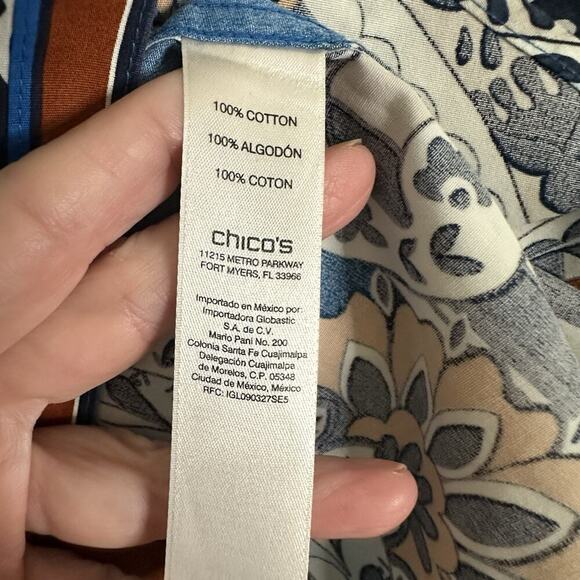 100% COTTON
100% ALGODÓN
100% COTON
chico's
11215 METRO PARKWAY
FORT MYERS, FL 33966
Importado en México por:
Importadora Globastic
S.A. de C.V.
Mario Pani No. 200
Colonia Santa Fe Cuajimalpa
Delegación Cuajimalpa
de Morelos, C.P. 05348
Ciudad de México, México
RFC: IGL090327SE5